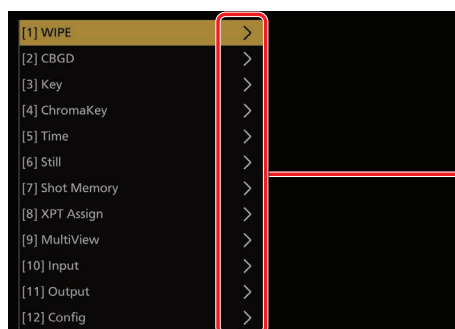 [1] WIPE
[2] CBGD
[3] Key
[4] ChromaKey
[5] Time
[6] Still
[7] Shot Memory
[8] XPT Assign
[9] MultiView
[10] Input
[11] Output
[12] Config